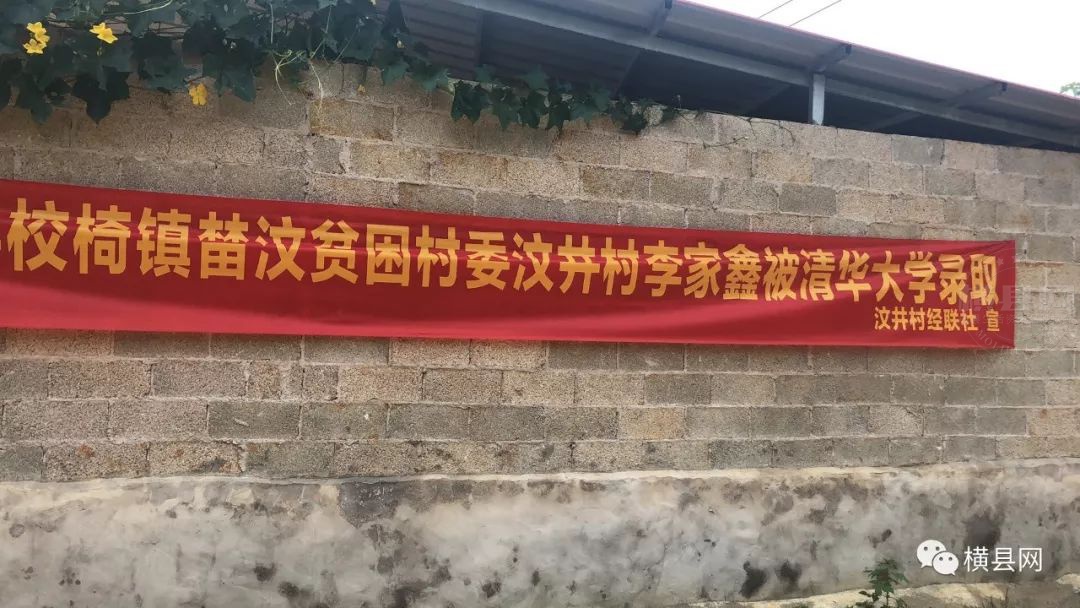 校椅镇榃汶贫困村委汶井村李家鑫被清华大学录取
汶井村经联社 宣
横县网